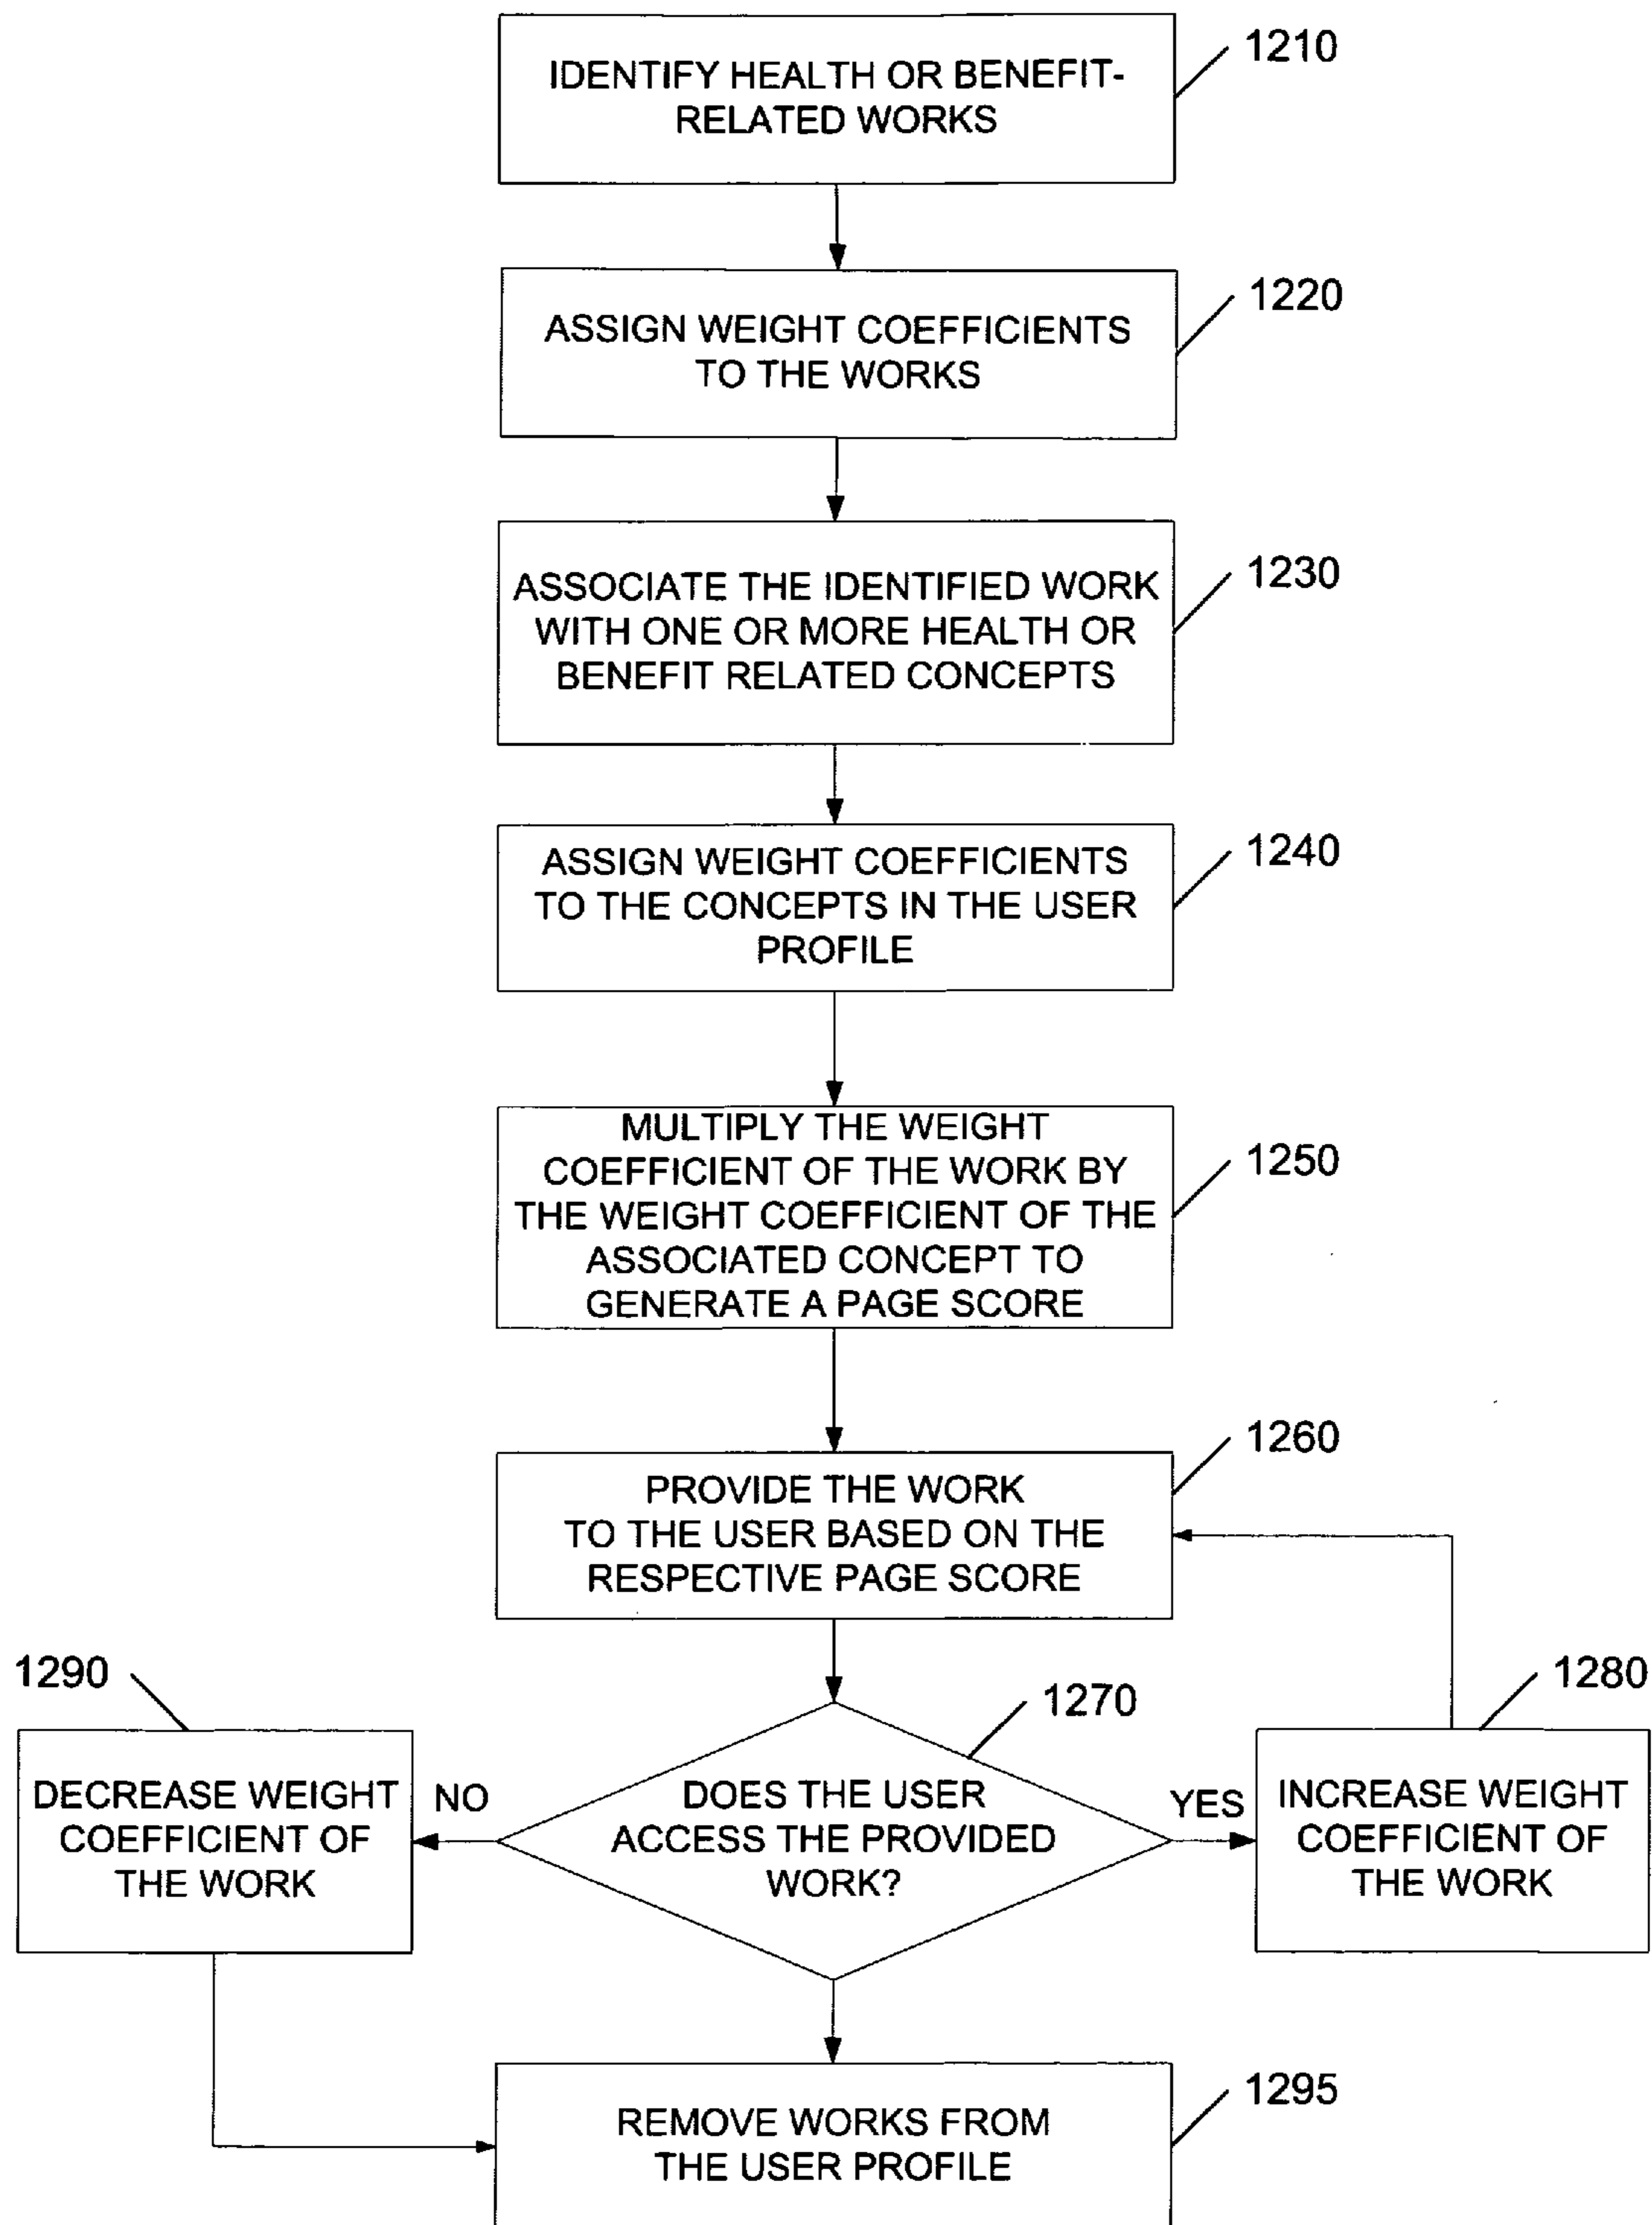 IDENTIFY HEALTH OR BENEFIT-
RELATED WORKS
1210
ASSIGN WEIGHT COEFFICIENTS
TO THE WORKS
1220
ASSOCIATE THE IDENTIFIED WORK
WITH ONE OR MORE HEALTH OR
BENEFIT RELATED CONCEPTS
1230
ASSIGN WEIGHT COEFFICIENTS
TO THE CONCEPTS IN THE USER
PROFILE
1240
MULTIPLY THE WEIGHT
COEFFICIENT OF THE WORK BY
THE WEIGHT COEFFICIENT OF THE
ASSOCIATED CONCEPT TO
GENERATE A PAGE SCORE
1250
PROVIDE THE WORK
TO THE USER BASED ON THE
RESPECTIVE PAGE SCORE
1260
DOES THE USER
ACCESS THE PROVIDED
WORK?
1270
YES
INCREASE WEIGHT
COEFFICIENT OF
THE WORK
1280
NO
DECREASE WEIGHT
COEFFICIENT OF
THE WORK
1290
REMOVE WORKS FROM
THE USER PROFILE
1295